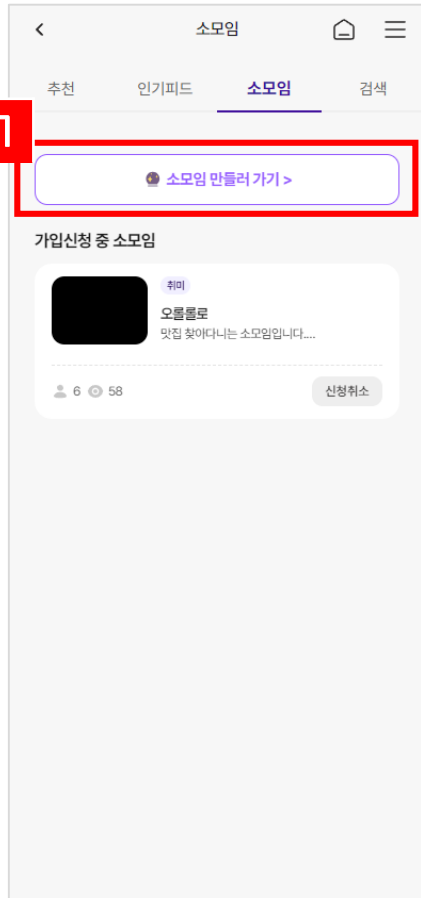 소모임
추천 인기피드 소모임 검색
1
소모임 만들러 가기 >
가입신청 중 소모임
취미
오롤롤로
맛집 찾아다니는 소모임입니다....
6 58 신청취소